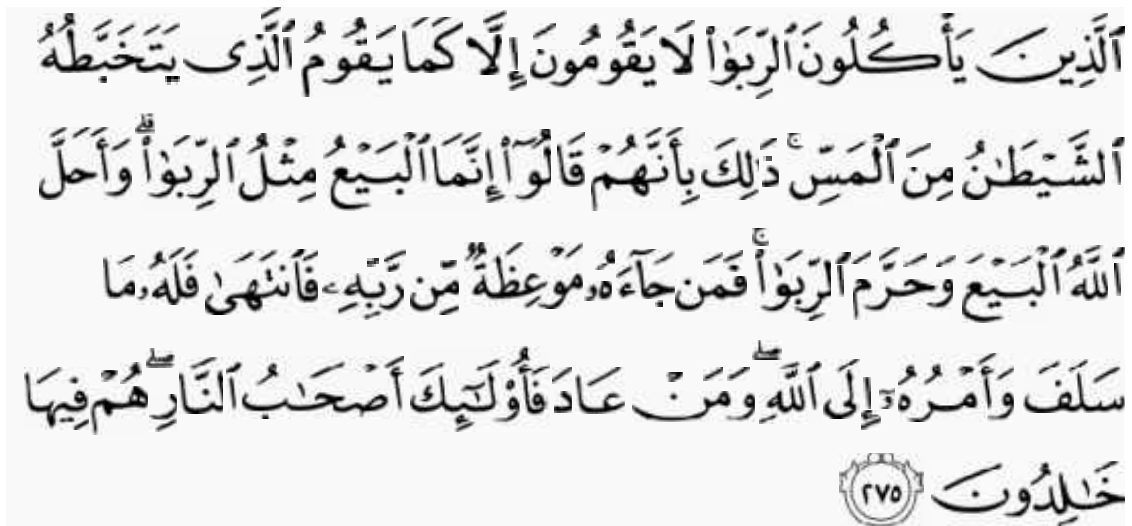 ٱلَّذِينَ يَأْكُلُونَ ٱلرِّبَوٰا۟ لَا يَقُومُونَ إِلَّا كَمَا يَقُومُ ٱلَّذِى يَتَخَبَّطُهُ
ٱلشَّيْطَـٰنُ مِنَ ٱلْمَسِّ ۚ ذَٰلِكَ بِأَنَّهُمْ قَالُوٓا۟ إِنَّمَا ٱلْبَيْعُ مِثْلُ ٱلرِّبَوٰا۟ ۗ وَأَحَلَّ
ٱللَّهُ ٱلْبَيْعَ وَحَرَّمَ ٱلرِّبَوٰا۟ ۚ فَمَن جَآءَهُۥ مَوْعِظَةٌ مِّن رَّبِّهِۦ فَٱنتَهَىٰ فَلَهُۥ مَا
سَلَفَ وَأَمْرُهُۥٓ إِلَى ٱللَّهِ ۖ وَمَنْ عَادَ فَأُو۟لَـٰٓئِكَ أَصْحَـٰبُ ٱلنَّارِ ۖ هُمْ فِيهَا
خَـٰلِدُونَ ٢٧٥